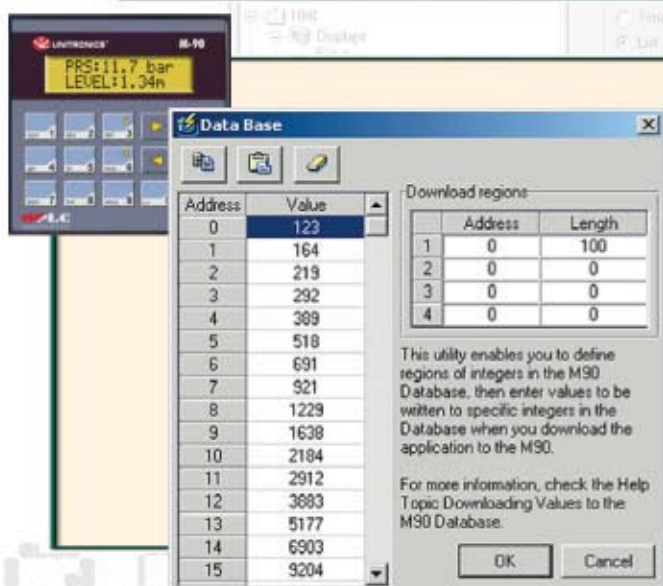 HMI
Displays
List
UNITRONICS
M-90
PRS:11.7 bar
LEVEL:1.34m
Data Base
Address Value
0 123
1 164
2 219
3 292
4 389
5 518
6 691
7 921
8 1229
9 1638
10 2184
11 2912
12 3883
13 5177
14 6903
15 9204
Download regions
Address Length
1 0 100
2 0 0
3 0 0
4 0 0
This utility enables you to define
regions of integers in the M90
Database, then enter values to be
written to specific integers in the
Database when you download the
application to the M90.
For more information, check the Help
Topic Downloading Values to the
M90 Database.
OK Cancel